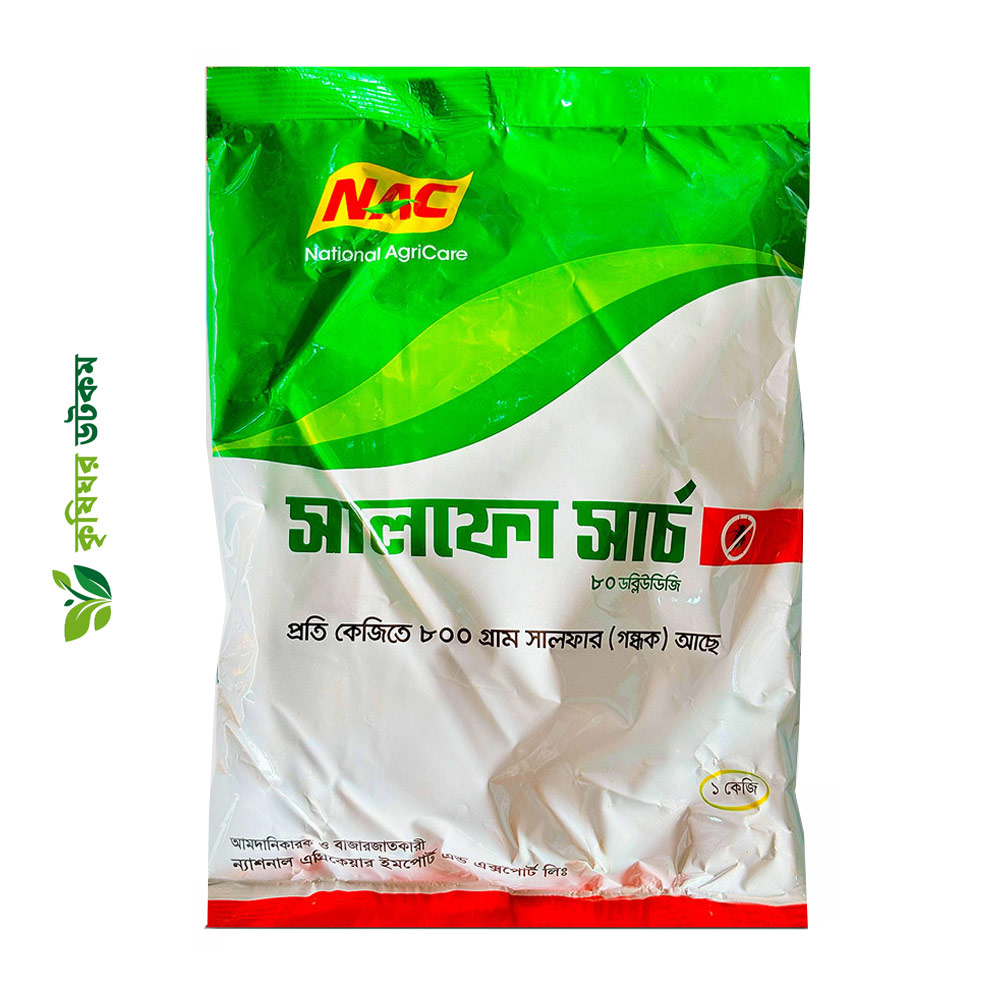 NAC
National AgriCare
সালফো সার্চ
৮০ ডব্লিউডিজি
প্রতি কেজিতে ৮০০ গ্রাম সালফার (গন্ধক) আছে
১ কেজি
আমদানিকারক ও বাজারজাতকারী
ন্যাশনাল এগ্রিকেয়ার ইমপোর্ট এন্ড এক্সপোর্ট লিঃ
কৃষিঘর ডটকম